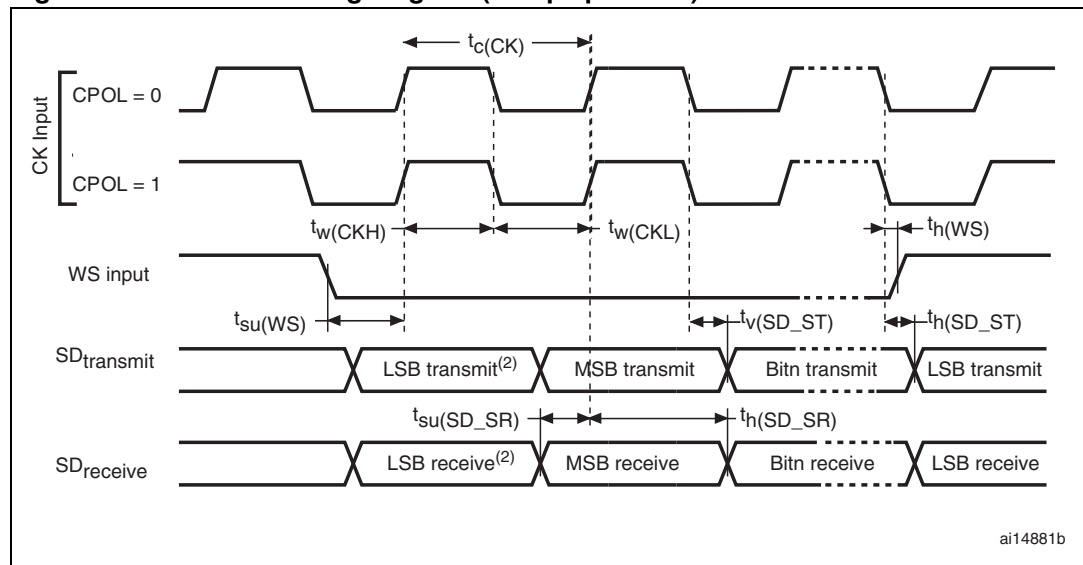 tc(CK)
CK Input
CPOL = 0
CPOL = 1
tw(CKH)
tw(CKL)
th(WS)
WS input
tsu(WS)
tv(SD_ST)
th(SD_ST)
SDtransmit
LSB transmit(2)
MSB transmit
Bitn transmit
LSB transmit
tsu(SD_SR)
th(SD_SR)
SDreceive
LSB receive(2)
MSB receive
Bitn receive
LSB receive
ai14881b